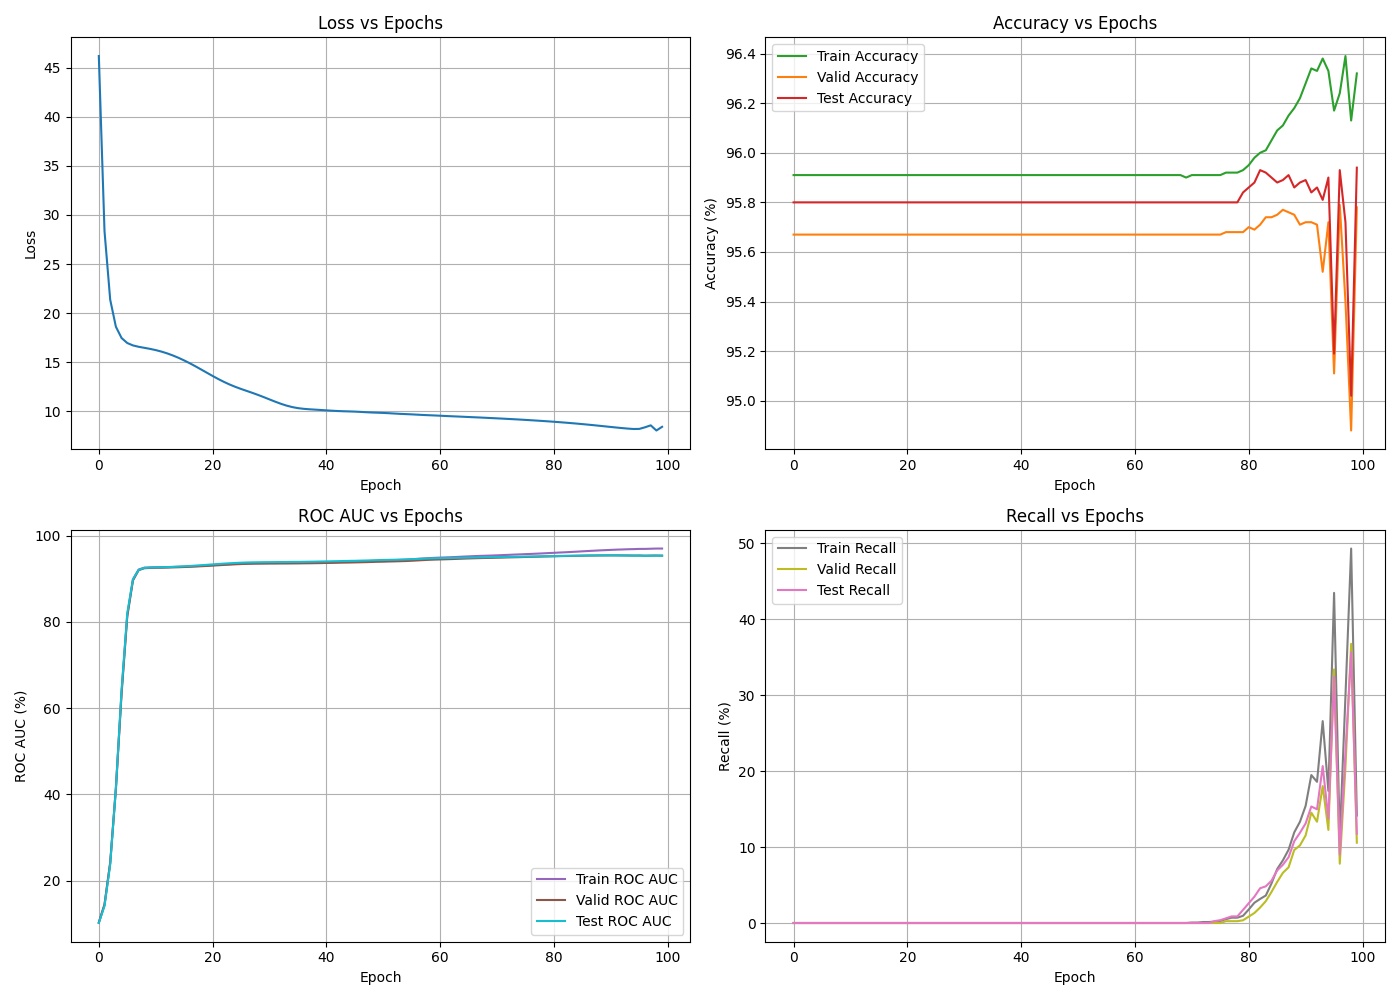 Loss vs Epochs
45
40
35
30
25
20
15
10
Loss
0 20 40 60 80 100
Epoch
Accuracy vs Epochs
Train Accuracy
Valid Accuracy
Test Accuracy
96.4
96.2
96.0
95.8
95.6
95.4
95.2
95.0
Accuracy (%)
0 20 40 60 80 100
Epoch
ROC AUC vs Epochs
100
80
60
40
20
ROC AUC (%)
Train ROC AUC
Valid ROC AUC
Test ROC AUC
0 20 40 60 80 100
Epoch
Recall vs Epochs
Train Recall
Valid Recall
Test Recall
50
40
30
20
10
0
Recall (%)
0 20 40 60 80 100
Epoch